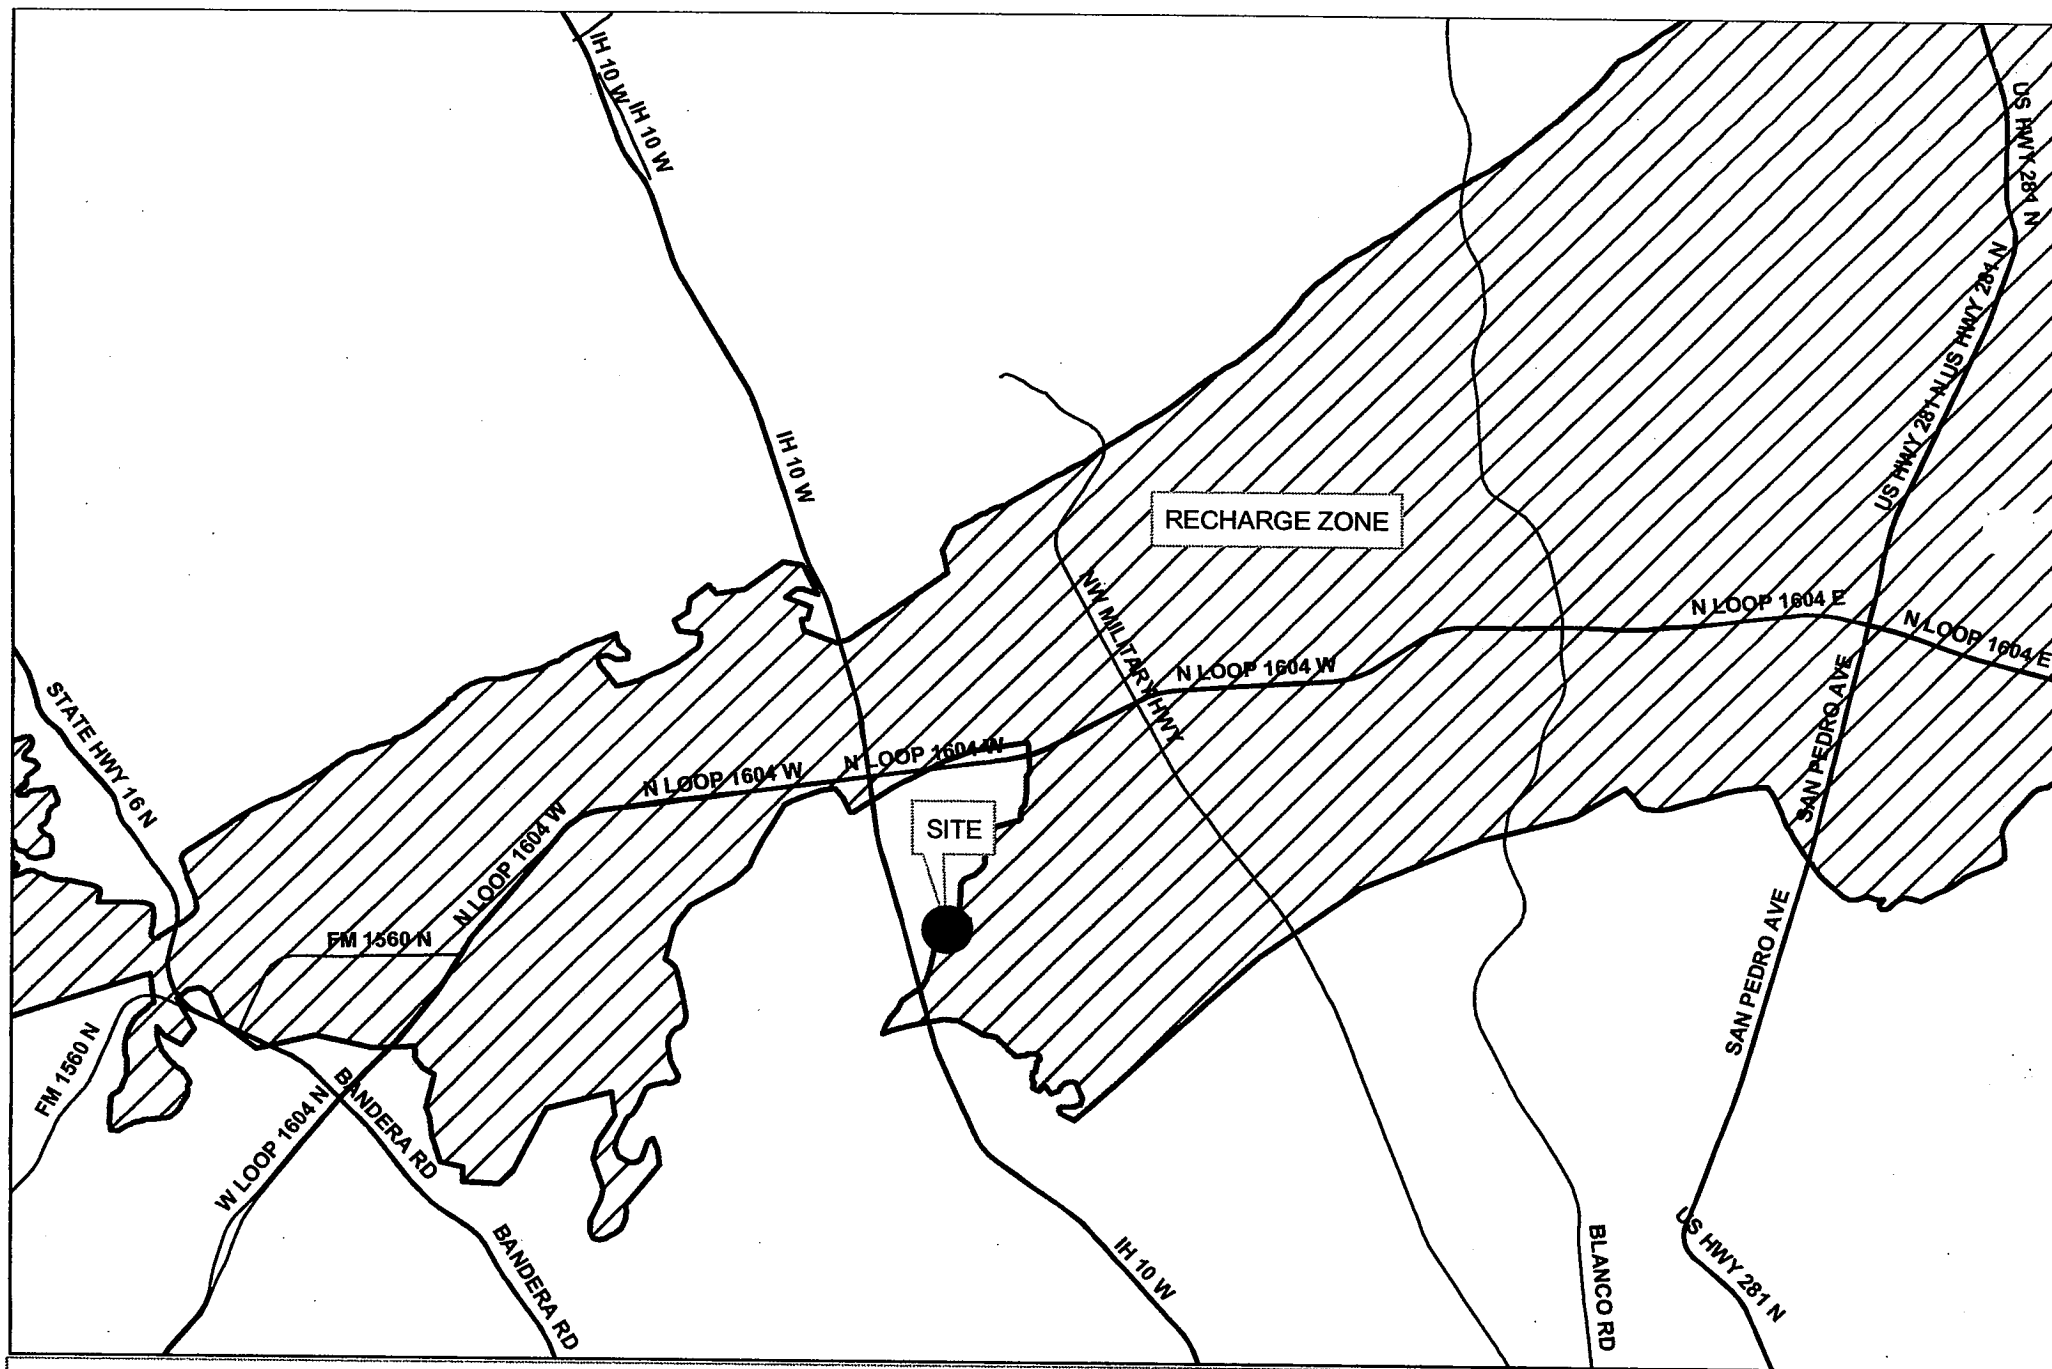 IH 10 W
IH 10 W
US HWY 281 N
US HWY 281 N
US HWY 281 N
IH 10 W
RECHARGE ZONE
NW MILITARY HWY
N LOOP 1604 E
N LOOP 1604 E
N LOOP 1604 W
STATE HWY 16 N
SAN PEDRO AVE
N LOOP 1604 W
N LOOP 1604 W
N LOOP 1604 W
SITE
FM 1560 N
SAN PEDRO AVE
FM 1560 N
BANDERA RD
W LOOP 1604 N
BANDERA RD
IH 10 W
BLANCO RD
US HWY 281 N